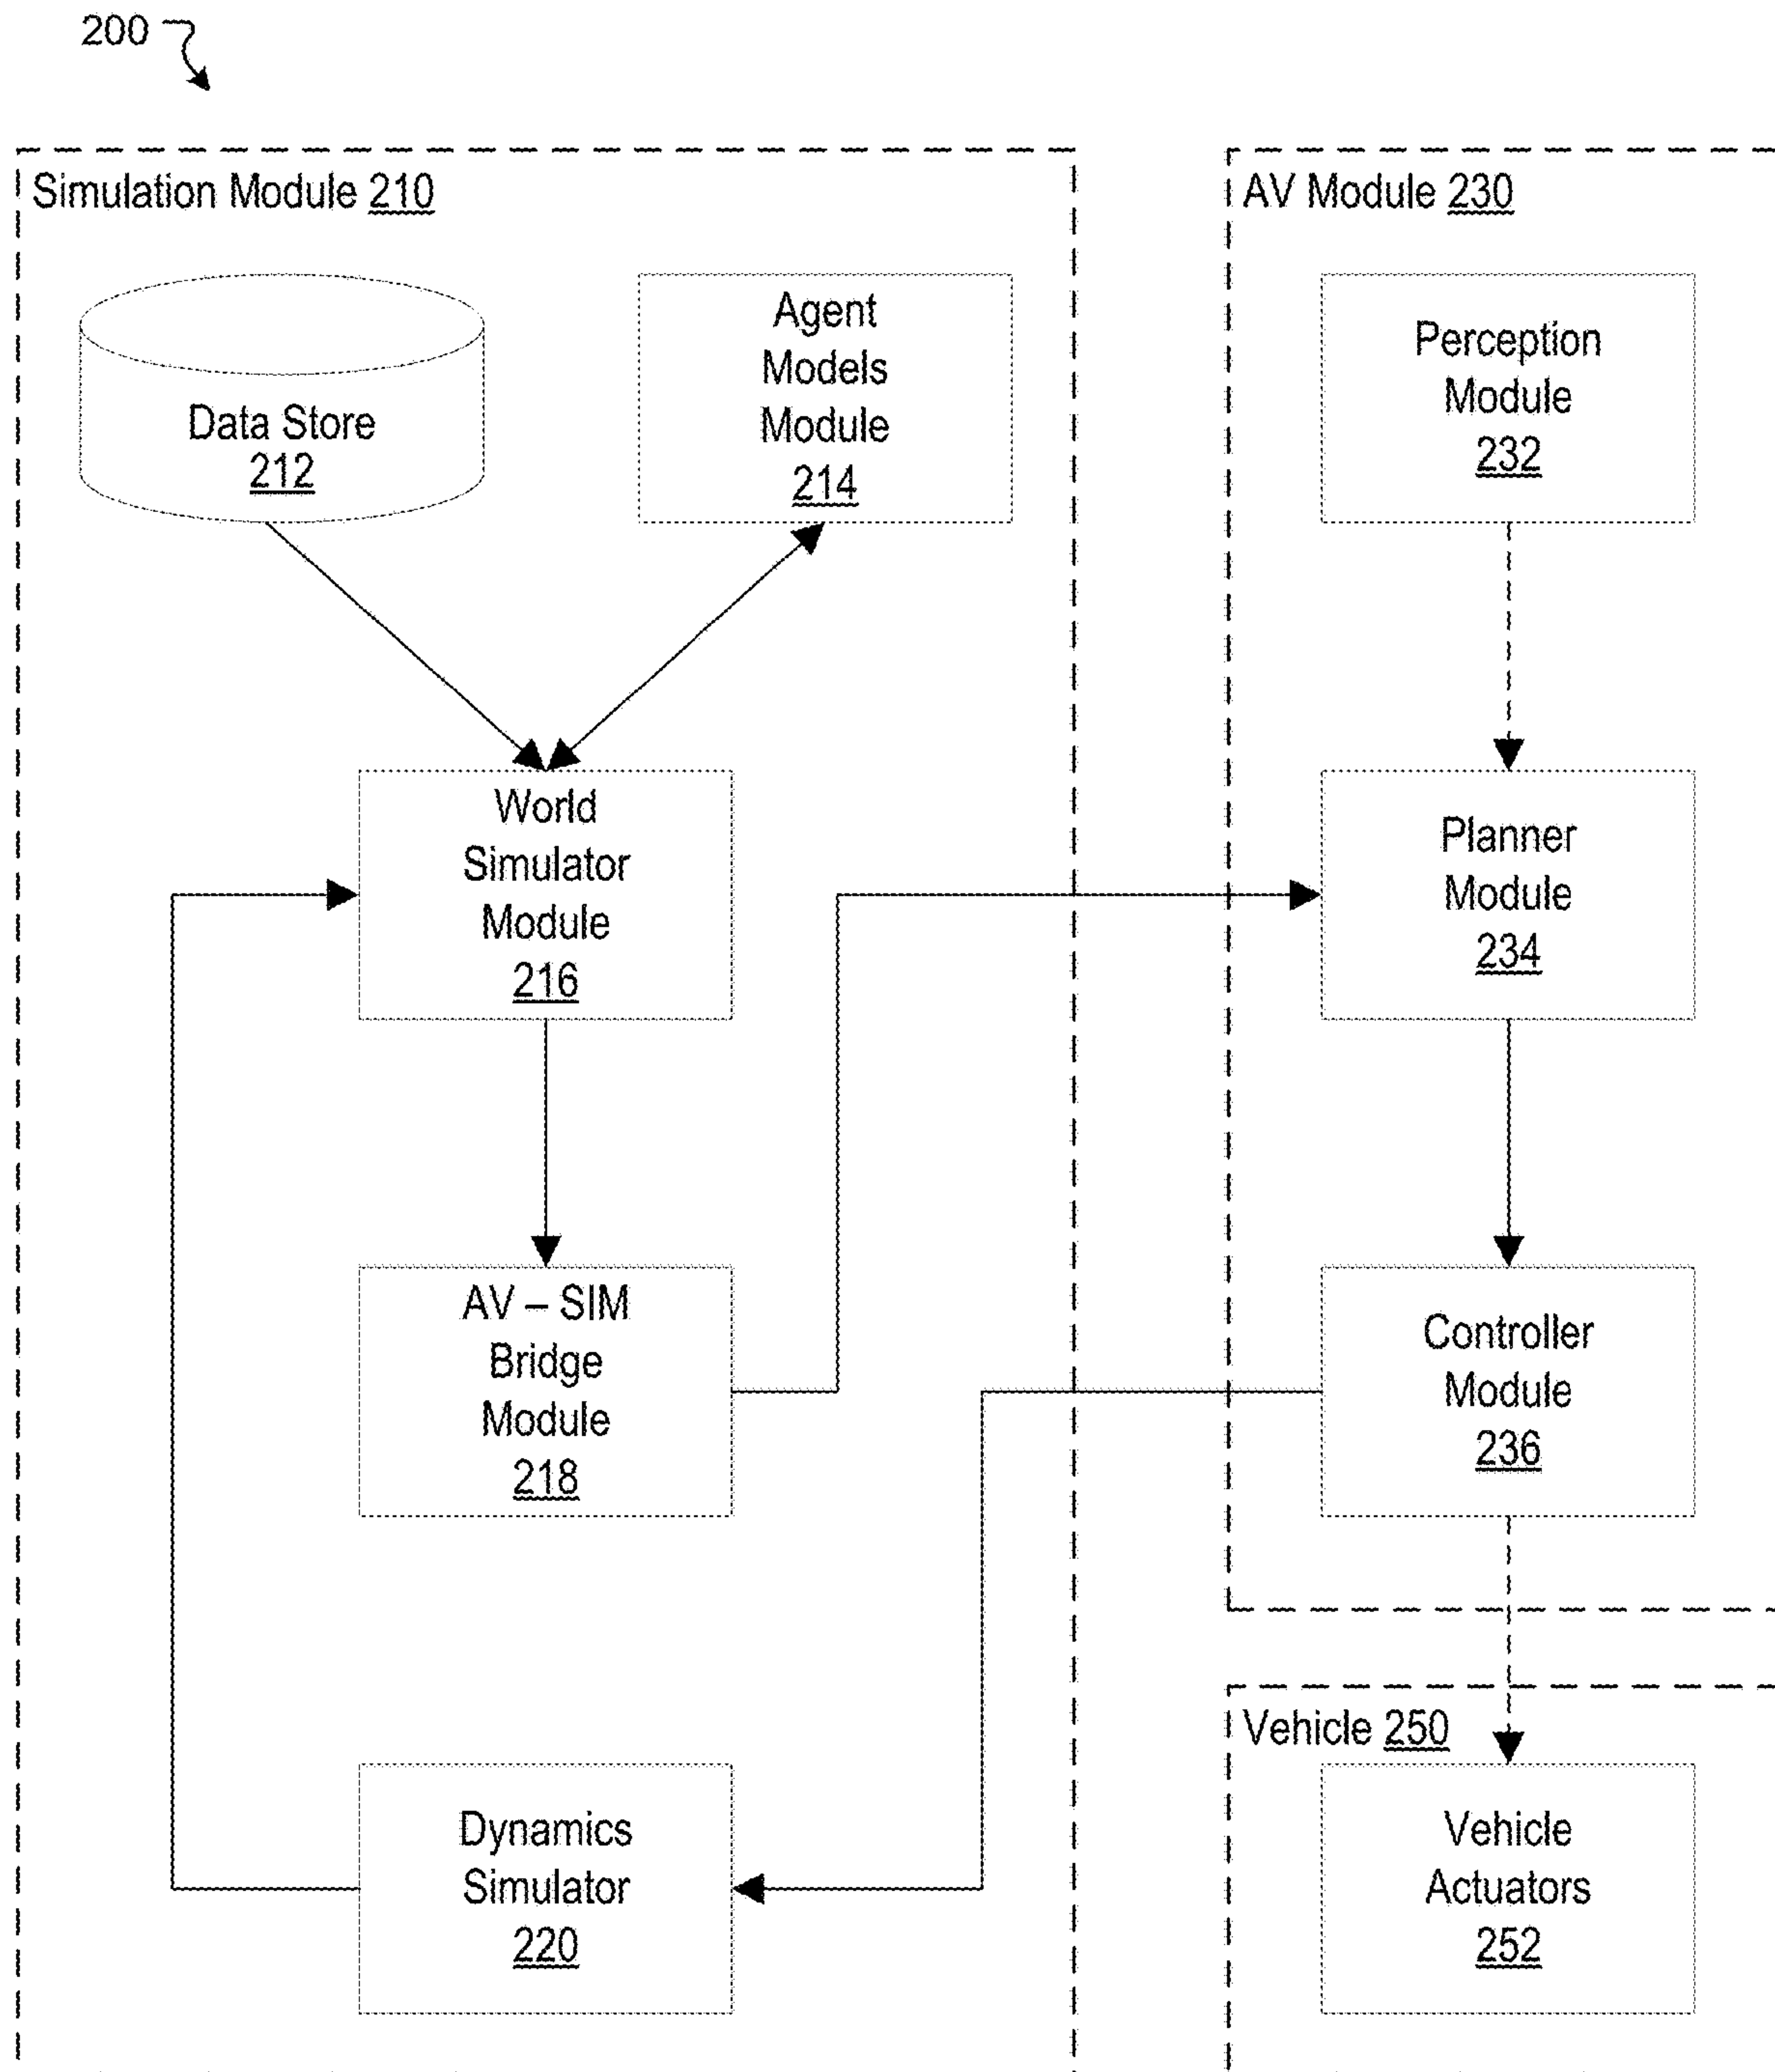 200
Simulation Module 210
Data Store
212
Agent
Models
Module
214
World
Simulator
Module
216
AV – SIM
Bridge
Module
218
Dynamics
Simulator
220
AV Module 230
Perception
Module
232
Planner
Module
234
Controller
Module
236
Vehicle 250
Vehicle
Actuators
252